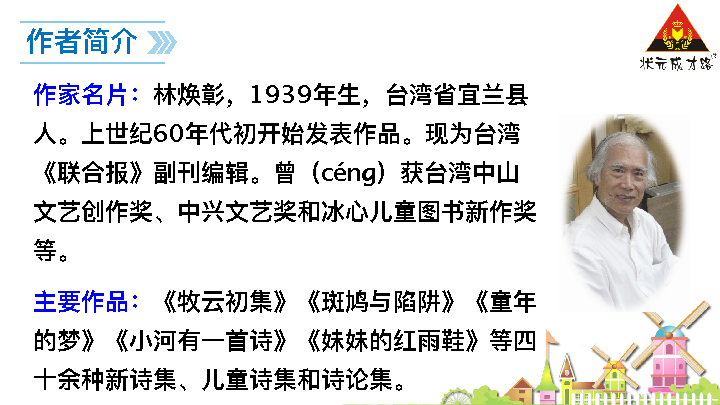 作者简介
状元成才路
作家名片：林焕彰，1939年生，台湾省宜兰县
人。上世纪60年代初开始发表作品。现为台湾
《联合报》副刊编辑。曾（céng）获台湾中山
文艺创作奖、中兴文艺奖和冰心儿童图书新作奖
等。
主要作品：《牧云初集》《斑鸠与陷阱》《童年
的梦》《小河有一首诗》《妹妹的红雨鞋》等四
十余种新诗集、儿童诗集和诗论集。